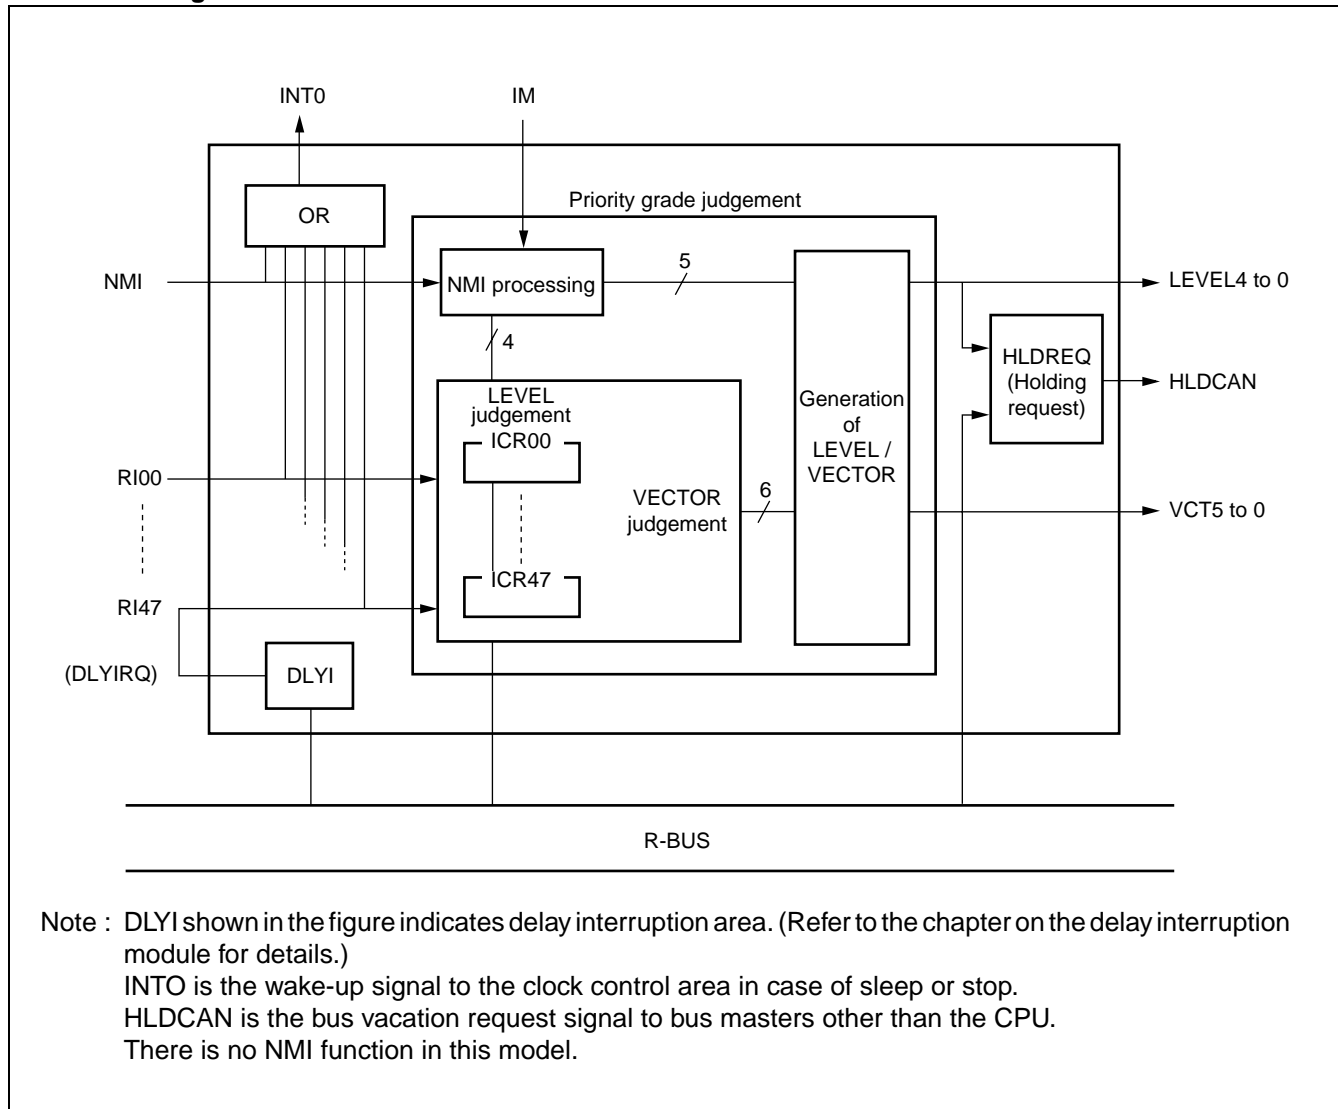 INT0
IM
Priority grade judgement
OR
NMI
NMI processing
5
LEVEL4 to 0
4
HLDREQ
(Holding
request)
HLDCAN
LEVEL
judgement
ICR00
Generation
of
LEVEL /
VECTOR
RI00
VECTOR
judgement
6
VCT5 to 0
ICR47
RI47
(DLYIRQ)
DLYI
R-BUS
Note : DLYI shown in the figure indicates delay interruption area. (Refer to the chapter on the delay interruption
module for details.)
INTO is the wake-up signal to the clock control area in case of sleep or stop.
HLDCAN is the bus vacation request signal to bus masters other than the CPU.
There is no NMI function in this model.